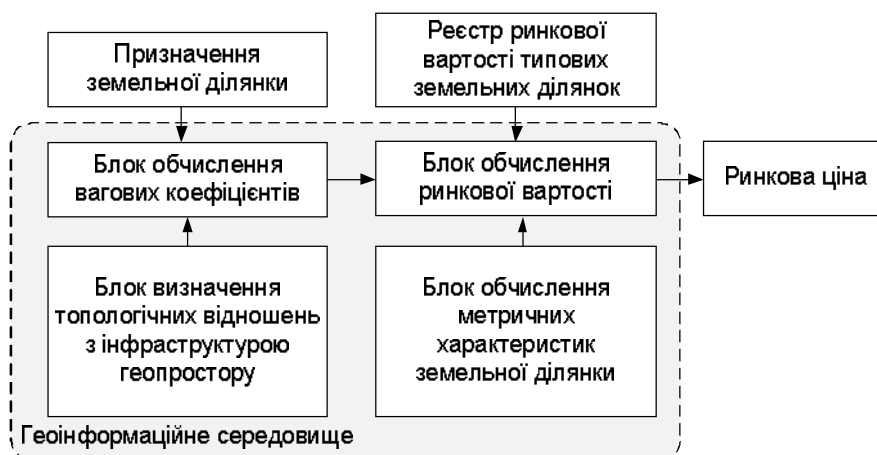 Призначення
земельної ділянки
Реєстр ринкової
вартості типових
земельних ділянок
Блок обчислення
вагових коефіцієнтів
Блок обчислення
ринкової вартості
Ринкова ціна
Блок визначення
топологічних відношень
з інфраструктурою
геопростору
Блок обчислення
метричних
характеристик
земельної ділянки
Геоінформаційне середовище